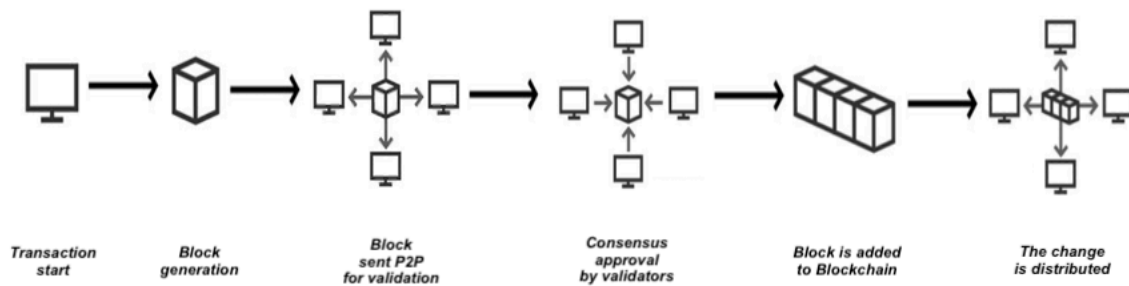 Transaction
start
Block
generation
Block
sent P2P
for validation
Consensus
approval
by validators
Block is added
to Blockchain
The change
is distributed